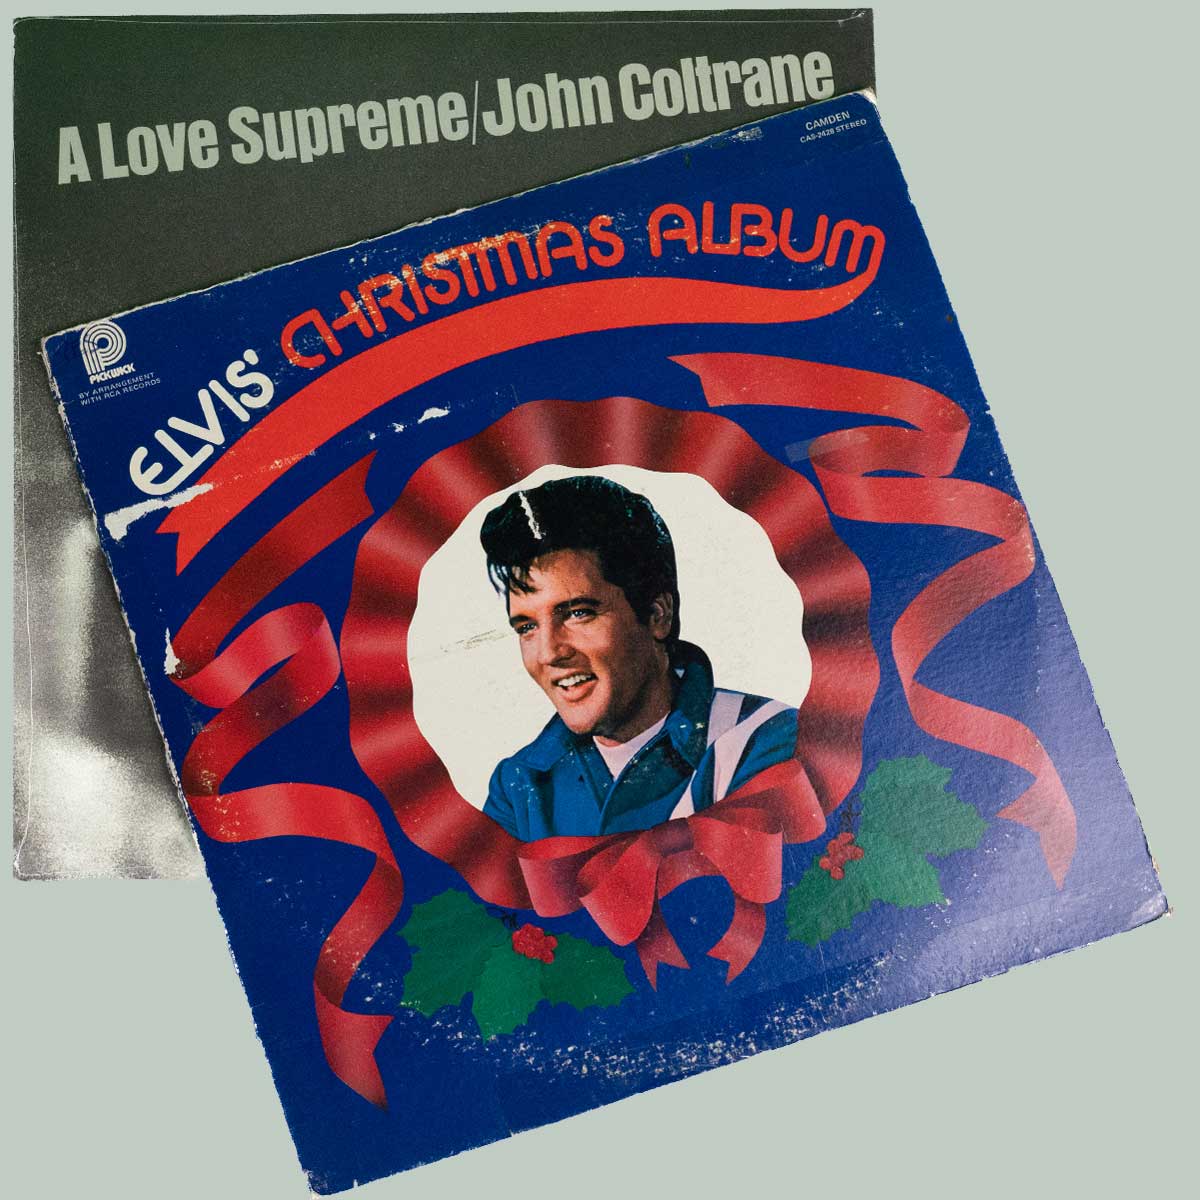 A Love Supreme/John Coltrane
CAMDEN
CAS-2428 STEREO
ELVIS' CHRISTMAS ALBUM
PICKWICK
BY ARRANGEMENT
WITH RCA RECORDS